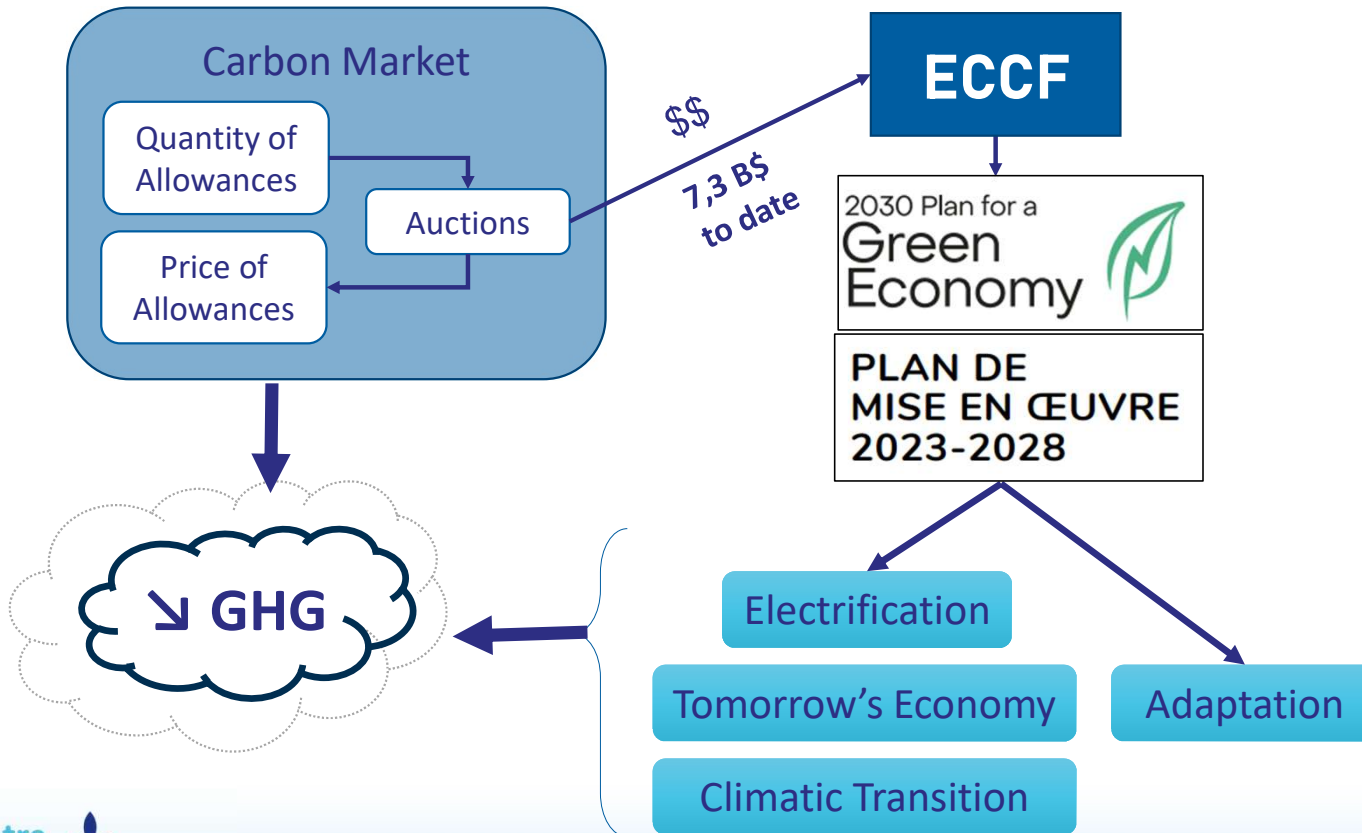 Carbon Market
Quantity of
Allowances
Auctions
Price of
Allowances
$$
7,3 B$
to date
ECCF
2030 Plan for a
Green
Economy
PLAN DE
MISE EN ŒUVRE
2023-2028
↘ GHG
Electrification
Tomorrow’s Economy
Adaptation
Climatic Transition